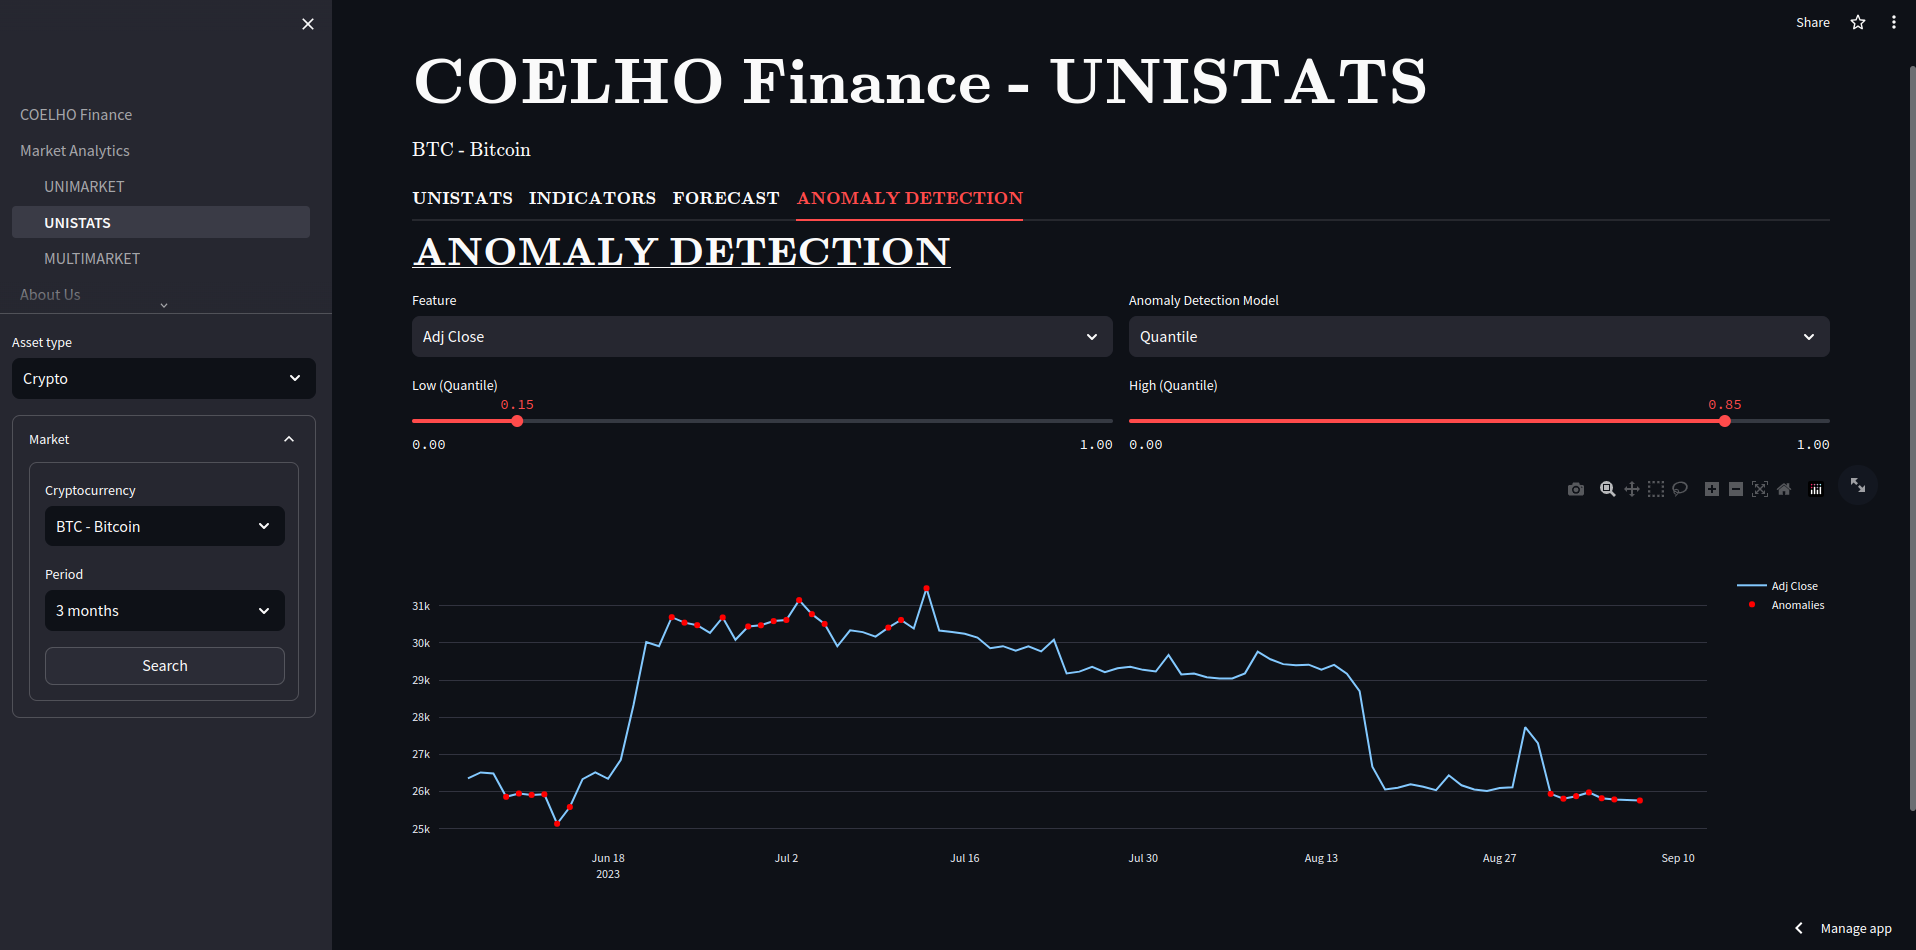 COELHO Finance
Market Analytics
UNIMARKET
UNISTATS
MULTIMARKET
About Us
Asset type
Crypto
Market
Cryptocurrency
BTC - Bitcoin
Period
3 months
Search
Share
COELHO Finance - UNISTATS
BTC - Bitcoin
UNISTATS INDICATORS FORECAST ANOMALY DETECTION
ANOMALY DETECTION
Feature Anomaly Detection Model
Adj Close Quantile
Low (Quantile) High (Quantile)
0.15 0.85
0.00 1.00 0.00 1.00
Adj Close
Anomalies
31k
30k
29k
28k
27k
26k
25k
Jun 18 Jul 2 Jul 16 Jul 30 Aug 13 Aug 27 Sep 10
2023
Manage app